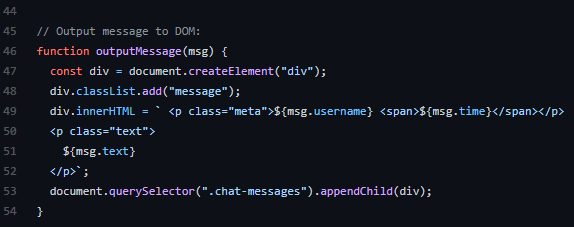 44
45 // Output message to DOM:
46 function outputMessage(msg) {
47   const div = document.createElement("div");
48   div.classList.add("message");
49   div.innerHTML = ` <p class="meta">${msg.username} <span>${msg.time}</span></p>
50   <p class="text">
51     ${msg.text}
52   </p>`;
53   document.querySelector(".chat-messages").appendChild(div);
54 }